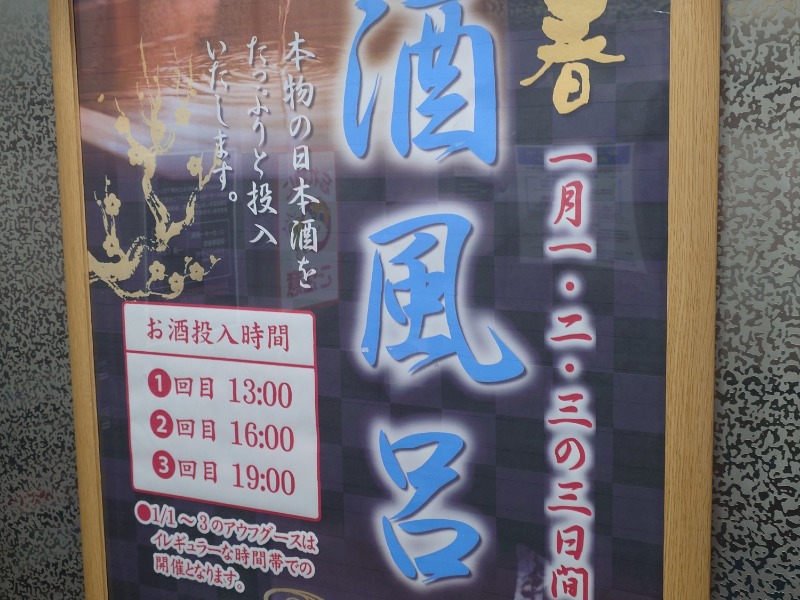 春
一月一・二・三の三日間
酒風呂
本物の日本酒を
たっぷりと投入
いたします。
お酒投入時間
❶回目 13:00
❷回目 16:00
❸回目 19:00
●1/1～3のアウフグースは
イレギュラーな時間帯での
開催となります。